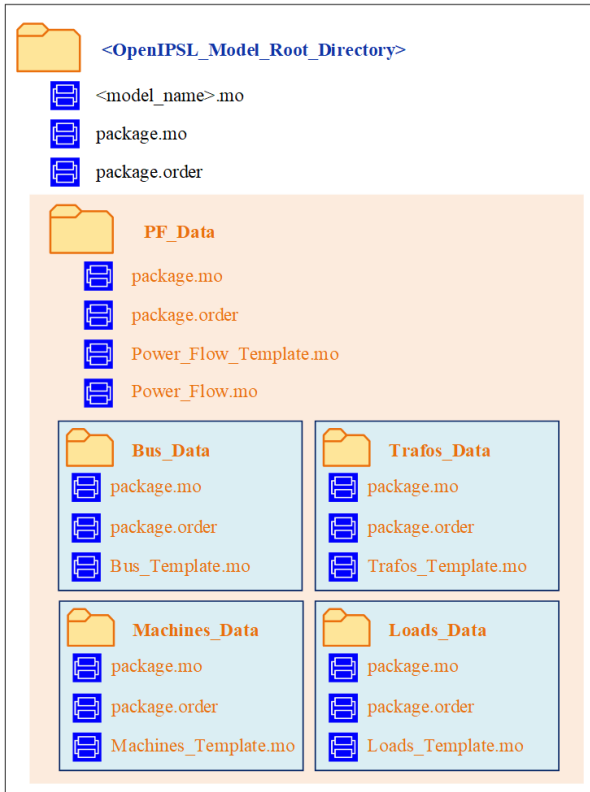 <OpenIPSL_Model_Root_Directory>
<model_name>.mo
package.mo
package.order
PF_Data
package.mo
package.order
Power_Flow_Template.mo
Power_Flow.mo
Bus_Data
package.mo
package.order
Bus_Template.mo
Trafos_Data
package.mo
package.order
Trafos_Template.mo
Machines_Data
package.mo
package.order
Machines_Template.mo
Loads_Data
package.mo
package.order
Loads_Template.mo